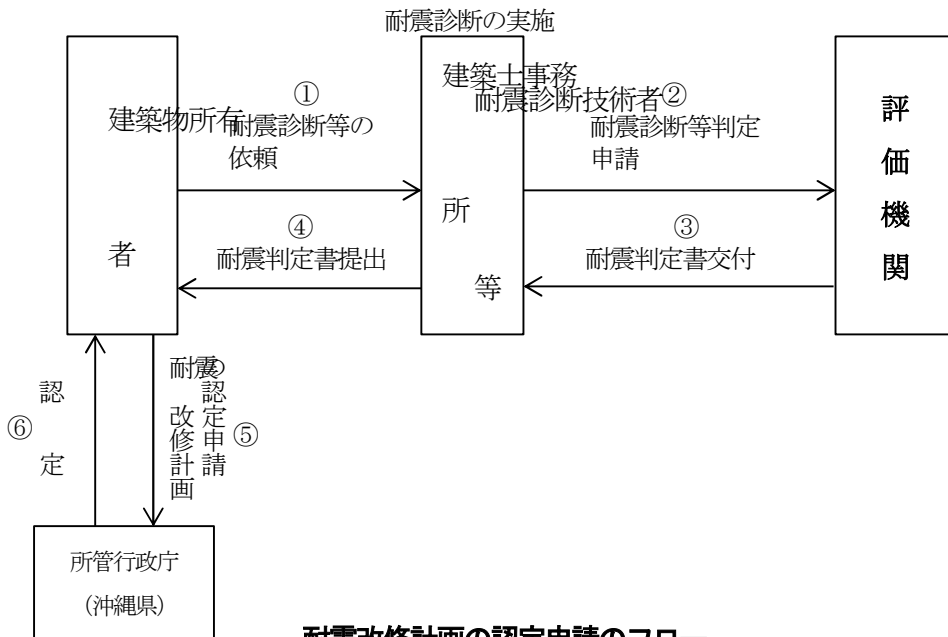 耐震診断の実施
建築物所有
者
①
耐震診断等の
依頼
④
耐震判定書提出
建築士事務
耐震診断技術者
所
等
②
耐震診断等判定
申請
③
耐震判定書交付
評
価
機
関
⑥
認
定
耐震
改修計画
の認定申請
⑤
所管行政庁
（沖縄県）
耐震改修計画の認定申請のフロー